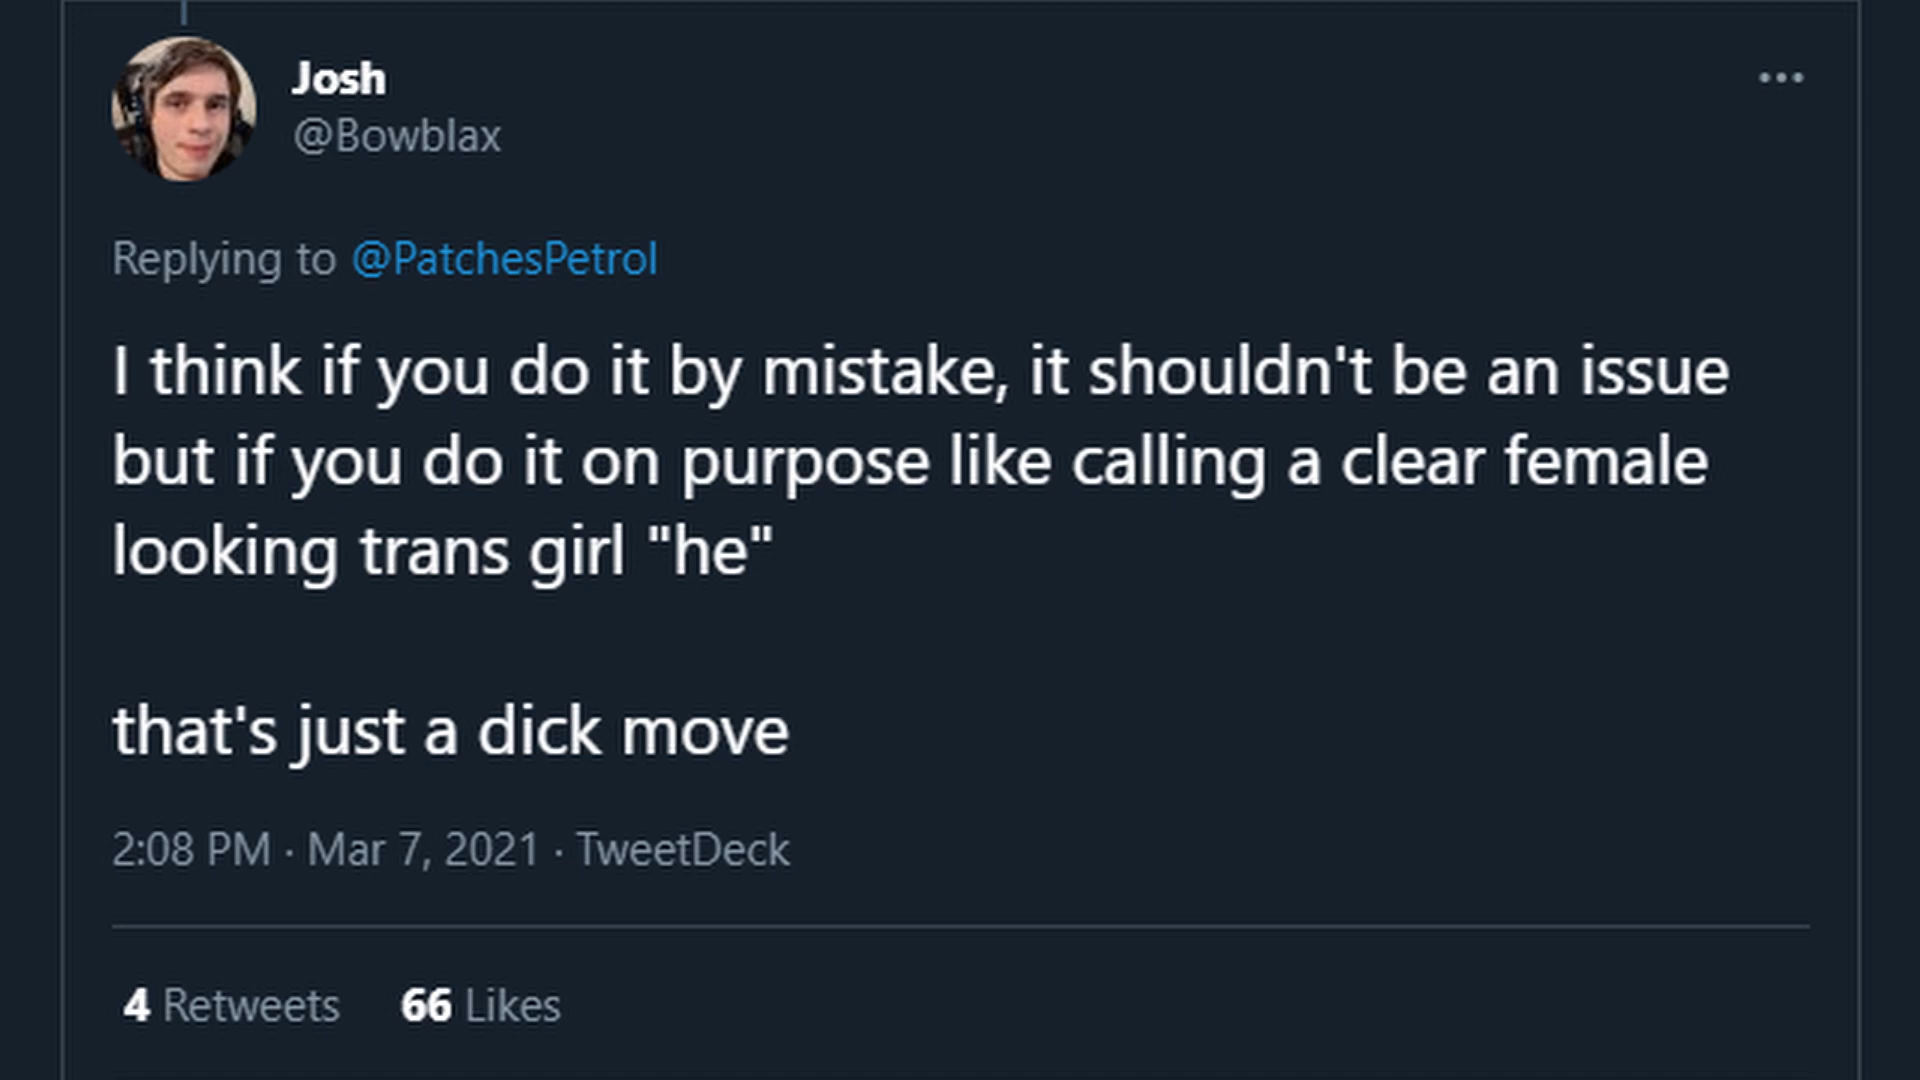 Josh
@Bowblax
Replying to @PatchesPetrol
I think if you do it by mistake, it shouldn't be an issue
but if you do it on purpose like calling a clear female
looking trans girl "he"
that's just a dick move
2:08 PM · Mar 7, 2021 · TweetDeck
4 Retweets 66 Likes